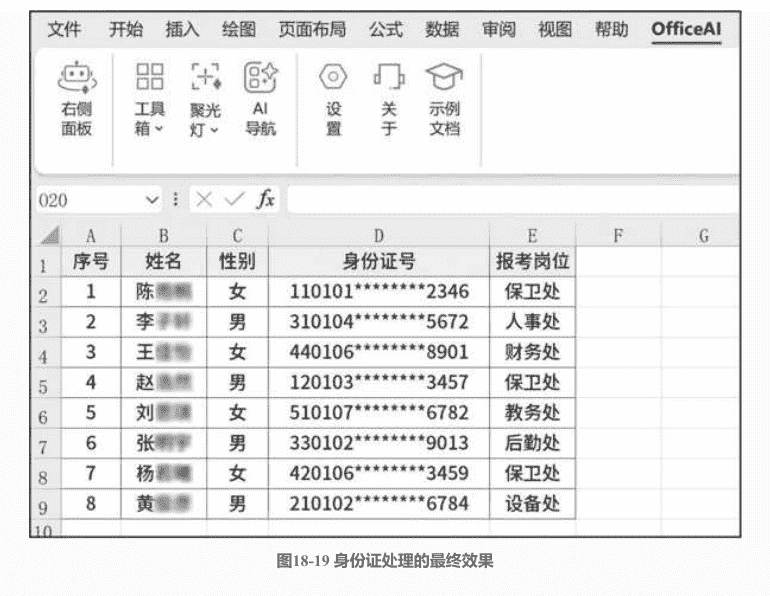 文件 开始 插入 绘图 页面布局 公式 数据 审阅 视图 帮助 OfficeAI
右侧面板 工具箱 聚光灯 AI导航 设置 关于 示例文档
O20 fx
A B C D E F G
1 序号 姓名 性别 身份证号 报考岗位
2 1 陈 女 110101********2346 保卫处
3 2 李 男 310104********5672 人事处
4 3 王 女 440106********8901 财务处
5 4 赵 男 120103********3457 保卫处
6 5 刘 女 510107********6782 教务处
7 6 张 男 330102********9013 后勤处
8 7 杨 女 420106********3459 保卫处
9 8 黄 男 210102********6784 设备处
10
图18-19 身份证处理的最终效果